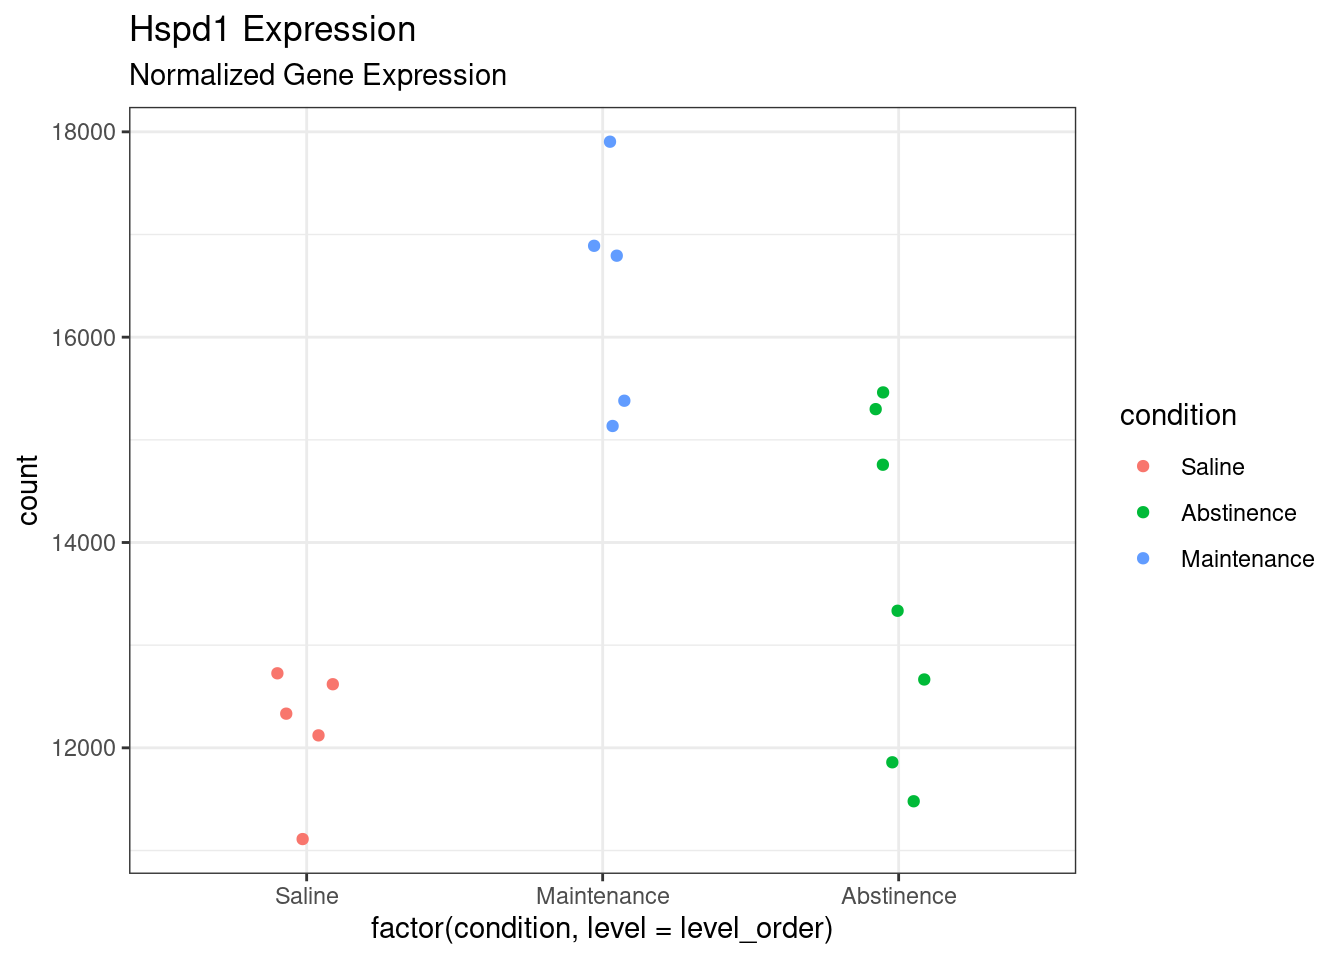 Hspd1 Expression
Normalized Gene Expression
18000
16000
14000
12000
count
Saline
Maintenance
Abstinence
factor(condition, level = level_order)
condition
Saline
Abstinence
Maintenance